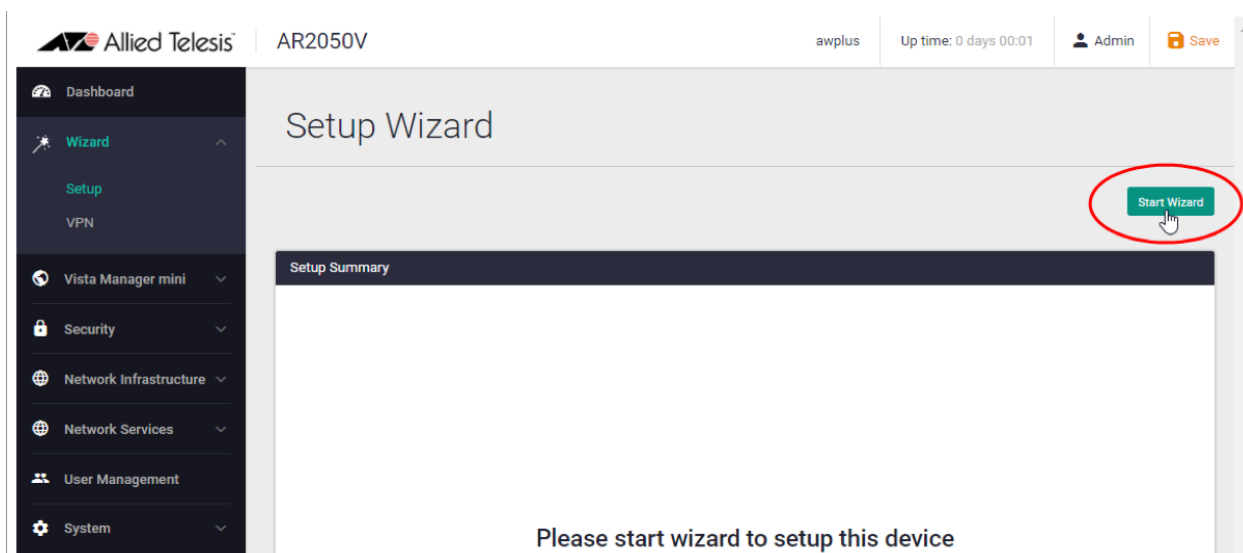 Allied Telesis
AR2050V
awplus
Up time: 0 days 00:01
Admin
Save
Dashboard
Wizard
Setup
VPN
Vista Manager mini
Security
Network Infrastructure
Network Services
User Management
System
Setup Wizard
Start Wizard
Setup Summary
Please start wizard to setup this device